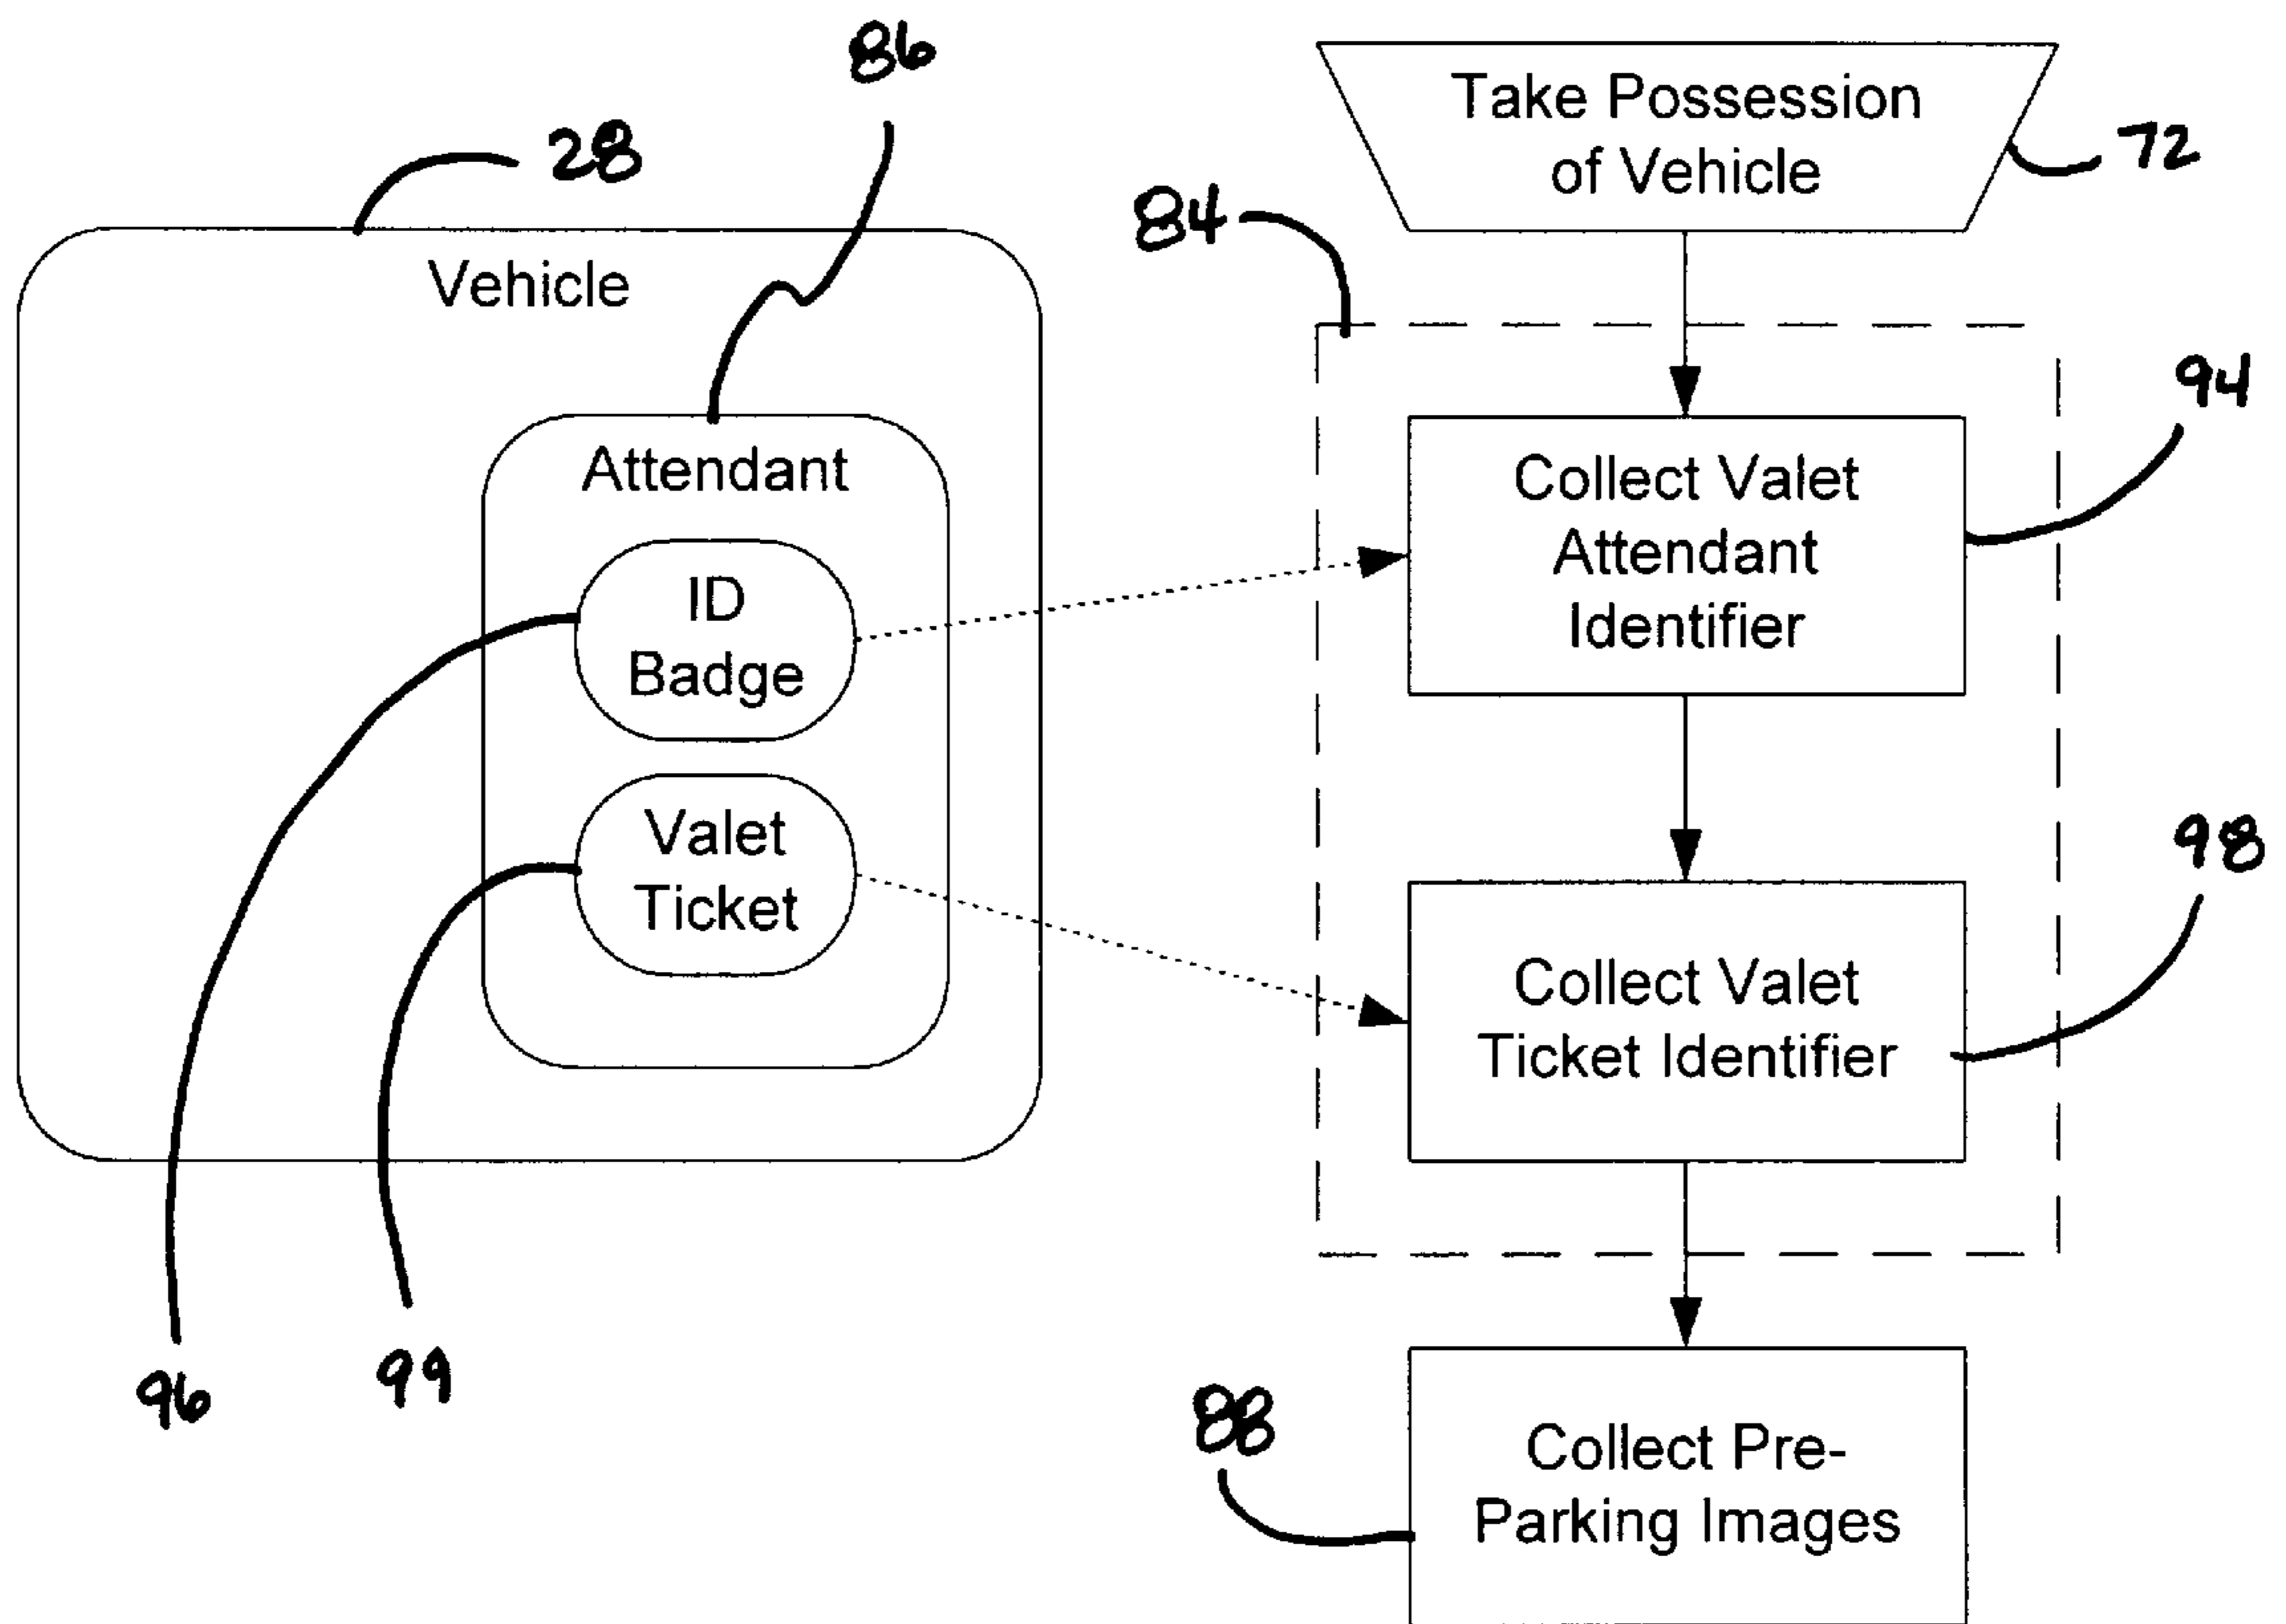 86
28
Take Possession
of Vehicle
72
84
Vehicle
94
Attendant
Collect Valet
Attendant
Identifier
ID
Badge
98
Valet
Ticket
Collect Valet
Ticket Identifier
96
99
88
Collect Pre-
Parking Images